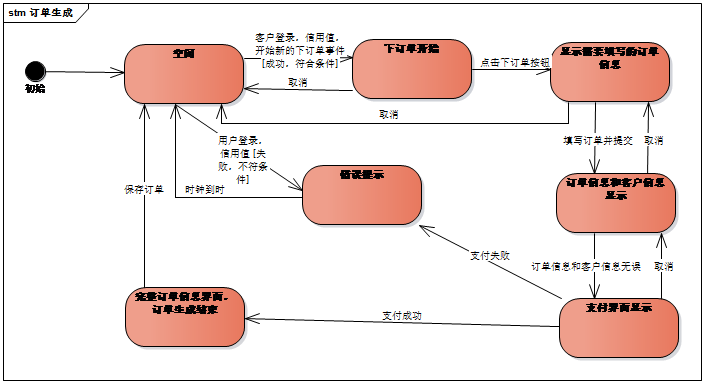 stm 订单生成
客户登录，信用值，
开始新的下订单事件
[成功，符合条件]
空闲
下订单开始
显示需要填写的订单
信息
点击下订单按钮
初始
取消
取消
用户登录，
信用值 [失
败，不符条
件]
填写订单并提交
取消
错误提示
订单信息和客户信息
显示
保存订单
时钟到时
支付失败
订单信息和客户信息无误
取消
完整订单信息界面，
订单生成结束
支付成功
支付界面显示